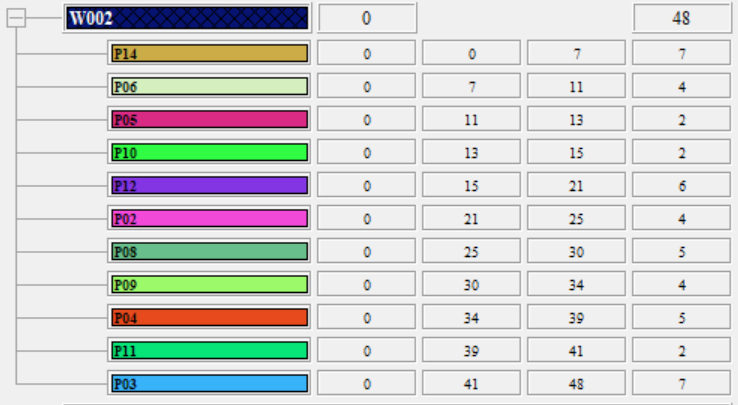 W002 0 48
P14 0 0 7 7
P06 0 7 11 4
P05 0 11 13 2
P10 0 13 15 2
P12 0 15 21 6
P02 0 21 25 4
P08 0 25 30 5
P09 0 30 34 4
P04 0 34 39 5
P11 0 39 41 2
P03 0 41 48 7